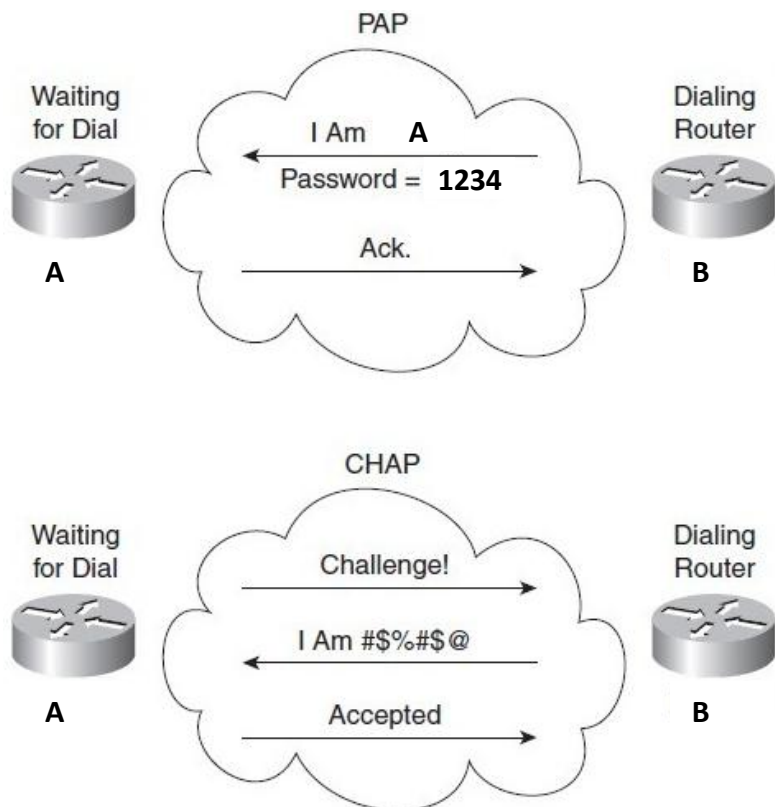 PAP
Waiting
for Dial
Dialing
Router
I Am A
Password = 1234
Ack.
A
B
CHAP
Waiting
for Dial
Dialing
Router
Challenge!
I Am #$%#$@
Accepted
A
B